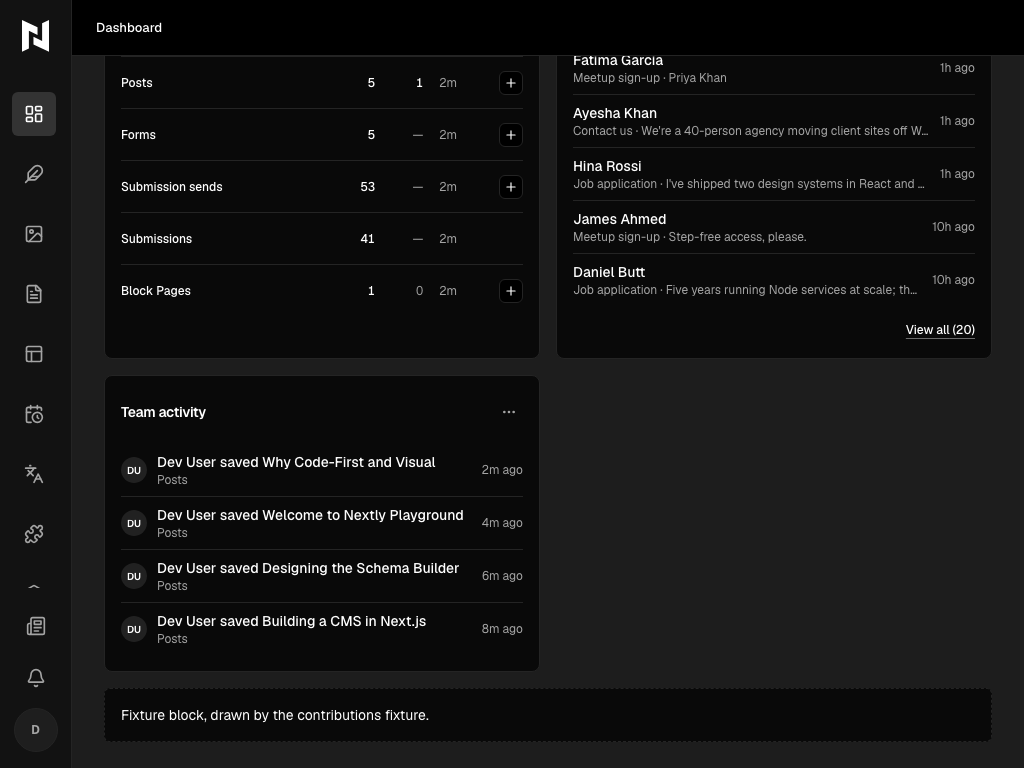 Dashboard
Posts 5 1 2m
Forms 5 — 2m
Submission sends 53 — 2m
Submissions 41 — 2m
Block Pages 1 0 2m
Fatima Garcia
Meetup sign-up · Priya Khan
1h ago
Ayesha Khan
Contact us · We're a 40-person agency moving client sites off W...
1h ago
Hina Rossi
Job application · I've shipped two design systems in React and ...
1h ago
James Ahmed
Meetup sign-up · Step-free access, please.
10h ago
Daniel Butt
Job application · Five years running Node services at scale; th...
10h ago
View all (20)
Team activity
DU
Dev User saved Why Code-First and Visual
Posts
2m ago
DU
Dev User saved Welcome to Nextly Playground
Posts
4m ago
DU
Dev User saved Designing the Schema Builder
Posts
6m ago
DU
Dev User saved Building a CMS in Next.js
Posts
8m ago
D
Fixture block, drawn by the contributions fixture.